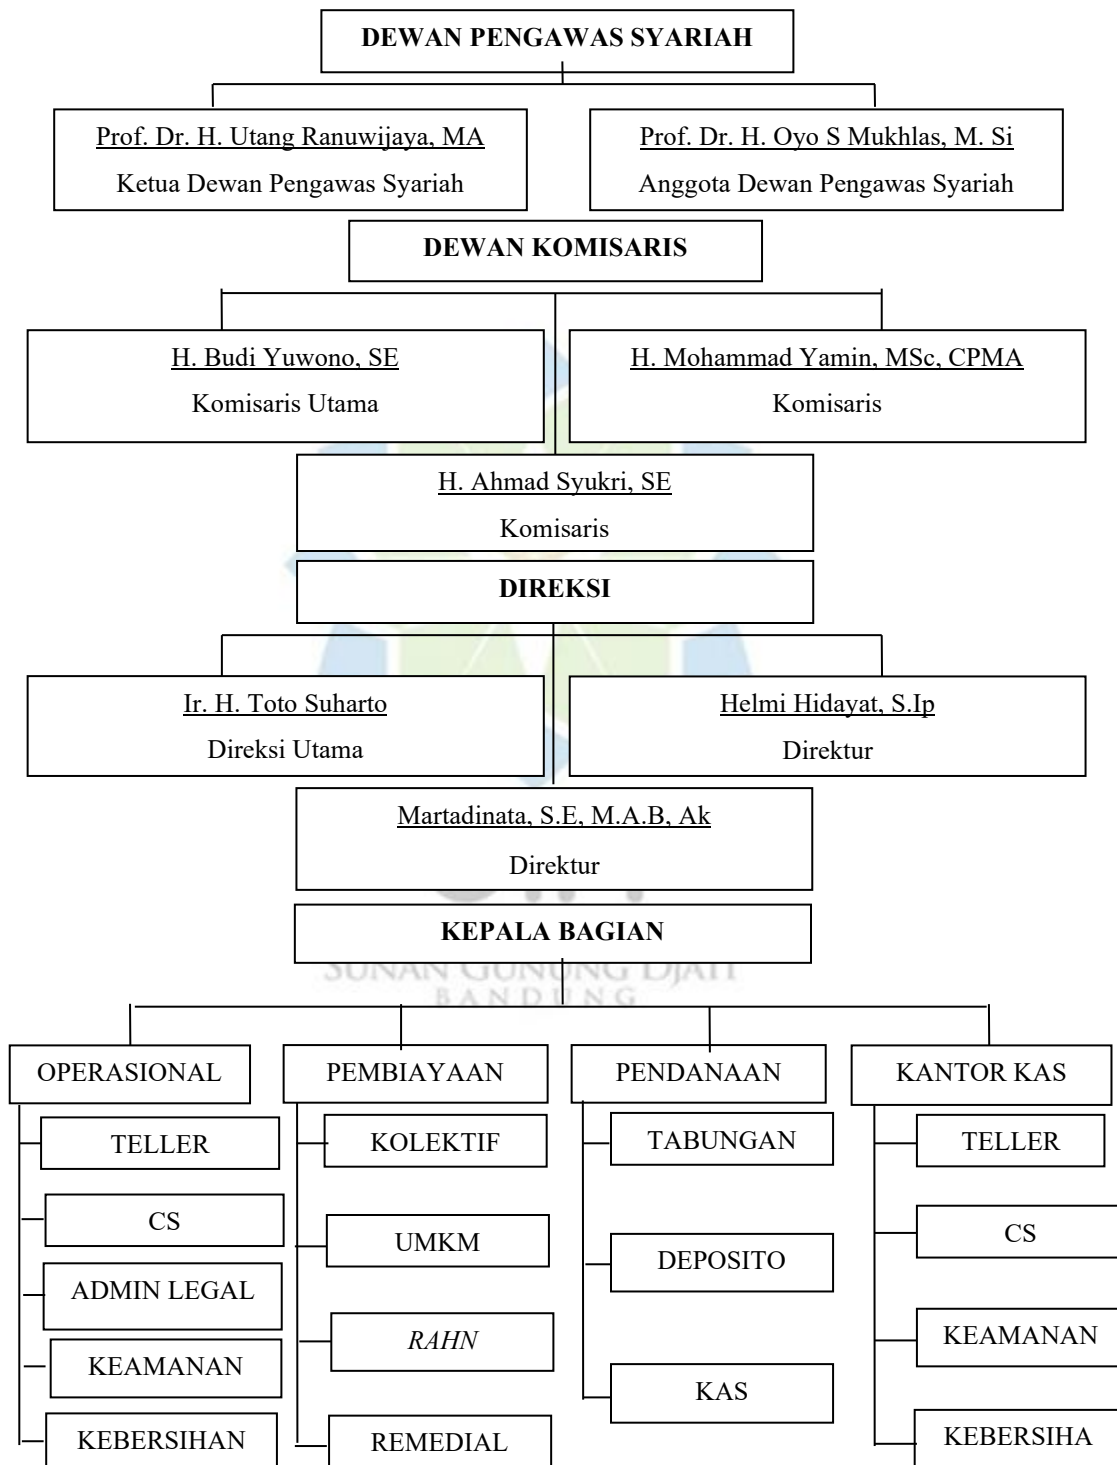 DEWAN PENGAWAS SYARIAH
Prof. Dr. H. Utang Ranuwijaya, MA
Ketua Dewan Pengawas Syariah
Prof. Dr. H. Oyo S Mukhlas, M. Si
Anggota Dewan Pengawas Syariah
DEWAN KOMISARIS
H. Budi Yuwono, SE
Komisaris Utama
H. Mohammad Yamin, MSc, CPMA
Komisaris
H. Ahmad Syukri, SE
Komisaris
DIREKSI
Ir. H. Toto Suharto
Direksi Utama
Helmi Hidayat, S.Ip
Direktur
Martadinata, S.E, M.A.B, Ak
Direktur
KEPALA BAGIAN
SUNAN GUNUNG DJATI
BANDUNG
OPERASIONAL
TELLER
CS
ADMIN LEGAL
KEAMANAN
KEBERSIHAN
PEMBIAYAAN
KOLEKTIF
UMKM
RAHN
REMEDIAL
PENDANAAN
TABUNGAN
DEPOSITO
KAS
KANTOR KAS
TELLER
CS
KEAMANAN
KEBERSIHA